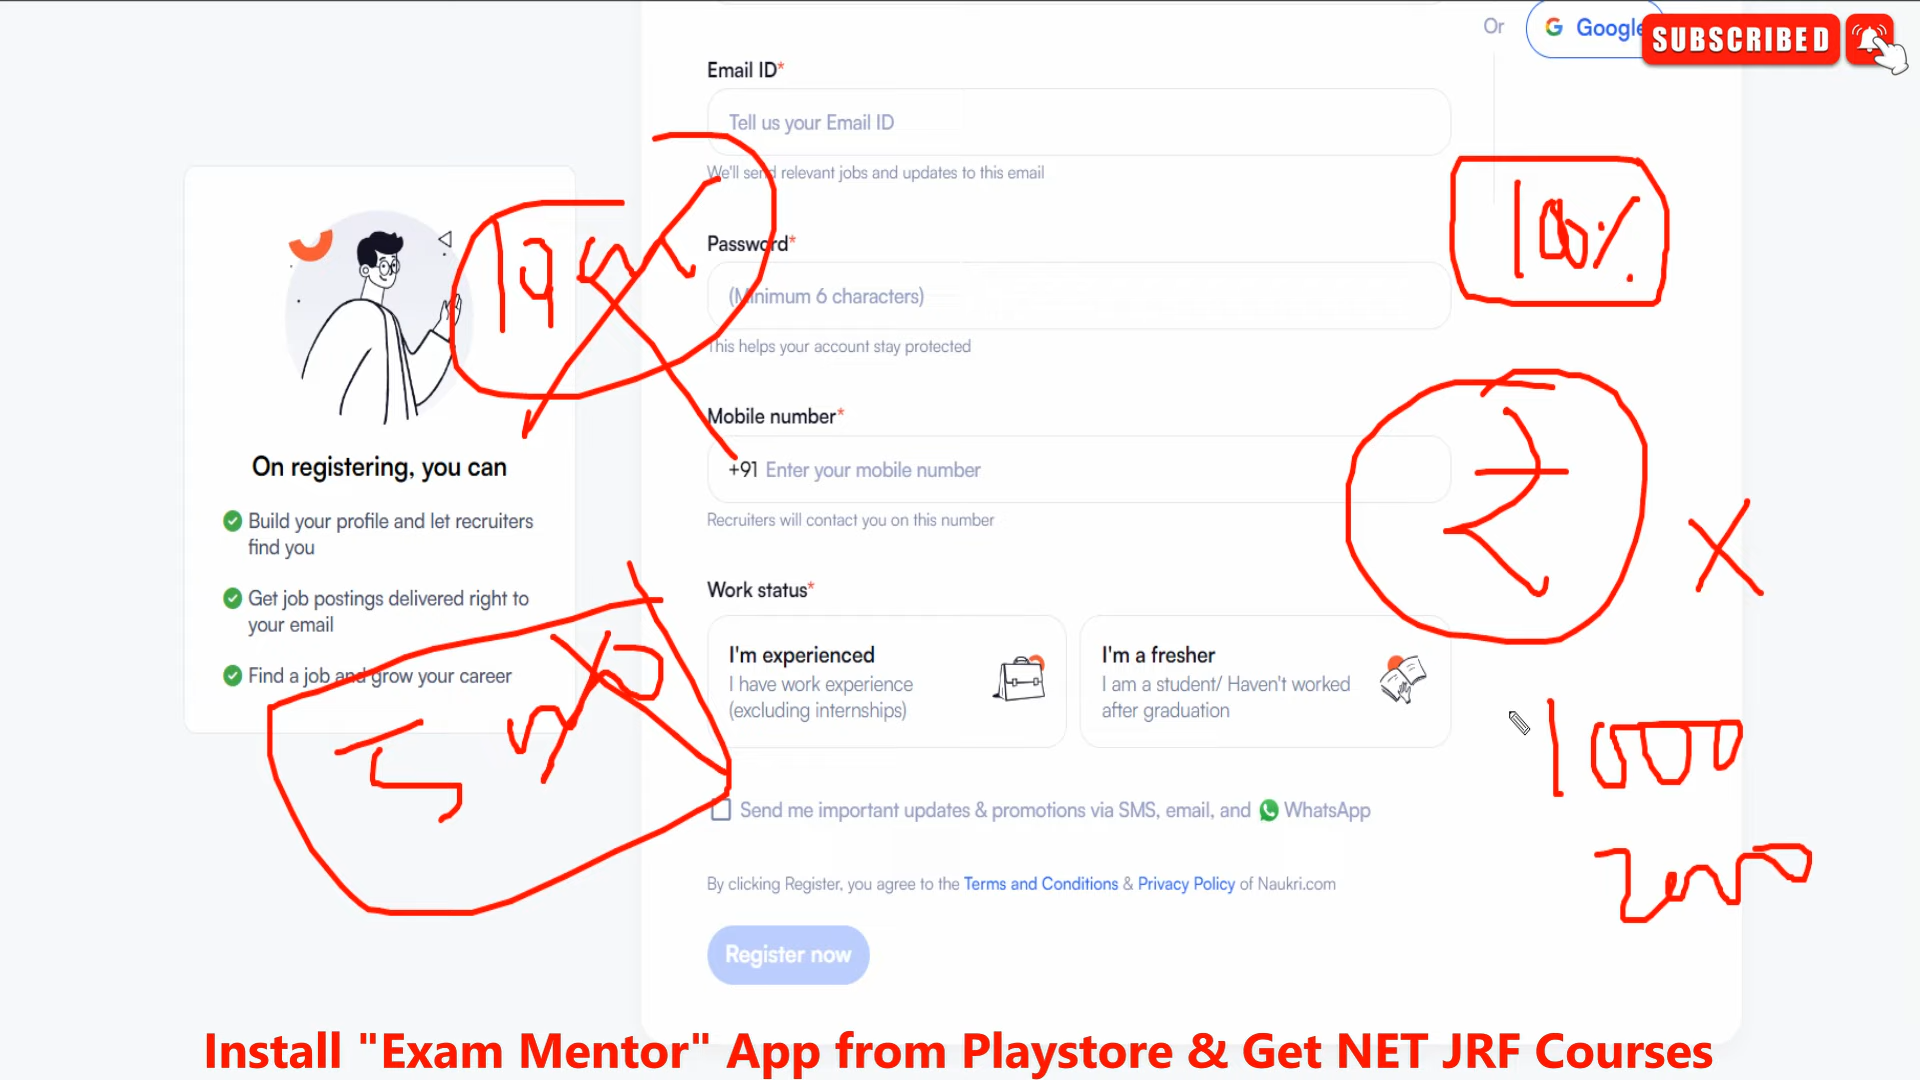 Or
Google
SUBSCRIBED
Email ID*
Tell us your Email ID
We'll send relevant jobs and updates to this email
100%
Password*
(Minimum 6 characters)
This helps your account stay protected
Mobile number*
+91 Enter your mobile number
Recruiters will contact you on this number
On registering, you can
Build your profile and let recruiters
find you
Get job postings delivered right to
your email
Find a job and grow your career
Work status*
I'm experienced
I have work experience
(excluding internships)
I'm a fresher
I am a student/ Haven't worked
after graduation
1000
Zero
Send me important updates & promotions via SMS, email, and WhatsApp
By clicking Register, you agree to the Terms and Conditions & Privacy Policy of Naukri.com
Register now
Install "Exam Mentor" App from Playstore & Get NET JRF Courses